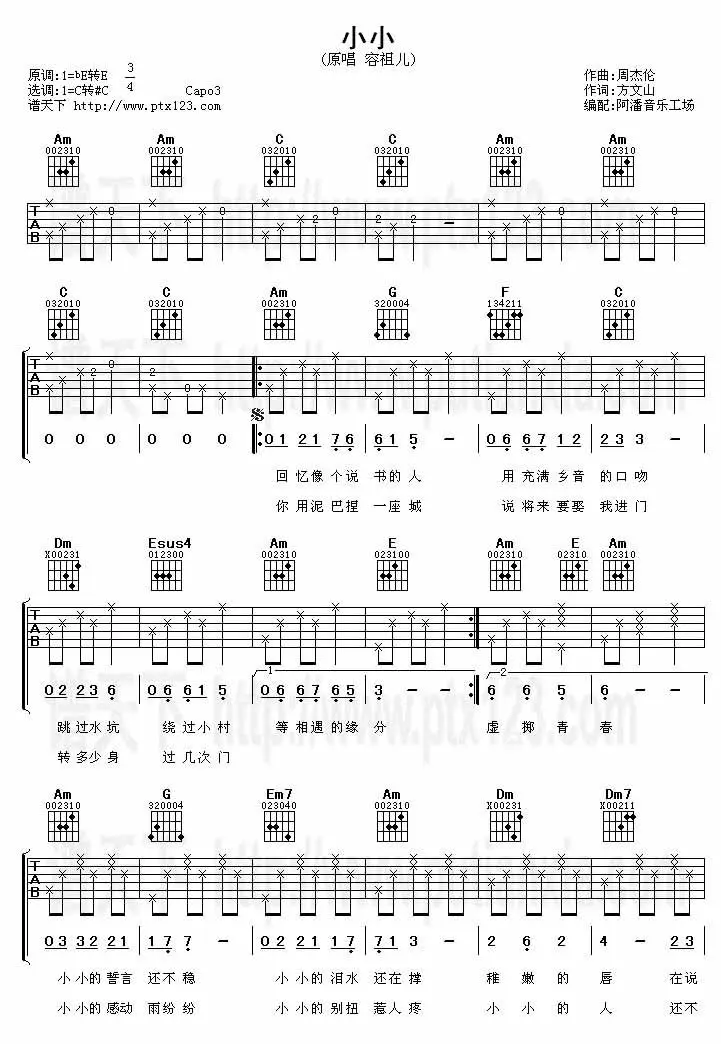 小小
(原唱 容祖儿)
原调:1=bE转E 3/4 作曲:周杰伦
选调:1=C转#C Capo3 作词:方文山
谱天下 http://www.ptx123.com 编配:阿潘音乐工场
Am Am C C Am Am
002310 002310 032010 032010 002310 002310
T A B 0 0 2 0 2 2 - 0 0
C C Am G F C
032010 032010 002310 320004 134211 032010
T A B 2 0 2 0
0 0 0 0 0 0 0 1 2 1 7 6 6 1 5 - 0 6 6 7 1 2 2 3 3 -
回忆像个说 书的人 用充满乡音 的口吻
你用泥巴捏 一座城 说将来要娶 我进门
Dm Esus4 Am E Am E Am
X00231 012300 002310 023100 002310 02310 002310
T A B
1 2
0 2 2 3 6 0 6 6 1 5 0 6 6 7 6 5 3 - - 6 6 5 6 -
跳过水坑 绕过小村 等相遇的缘 分 虚掷青 春
转多少身 过几次门
Am G Em7 Am Dm Dm7
002310 320004 023040 002310 X00231 X00211
T A B
0 3 3 2 2 1 1 7 7 - 0 2 2 1 1 7 7 1 3 2 6 2 6 - 2 3
小小的誓言 还不稳 小小的泪水 还在撑 稚嫩的 唇 在说
小小的感动 雨纷纷 小小的别扭 惹人疼 小小的 人 还不